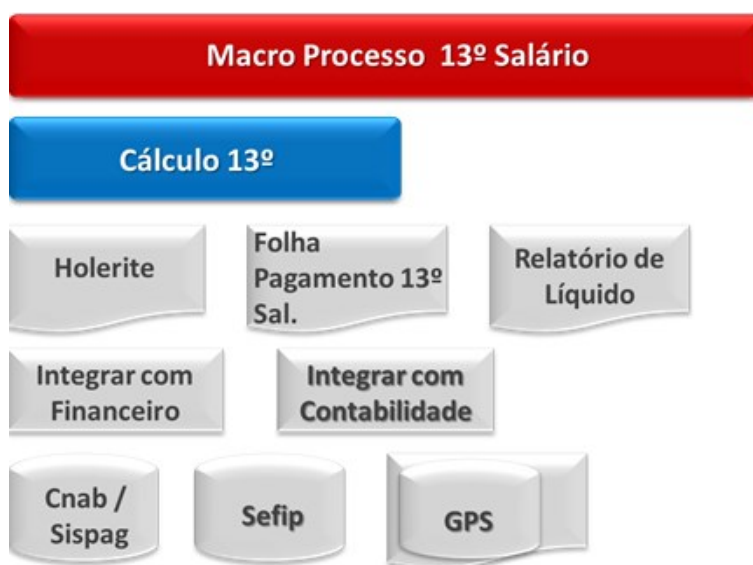 Macro Processo 13º Salário
Cálculo 13º
Holerite
Folha
Pagamento 13º
Sal.
Relatório de
Líquido
Integrar com
Financeiro
Integrar com
Contabilidade
Cnab /
Sispag
Sefip
GPS